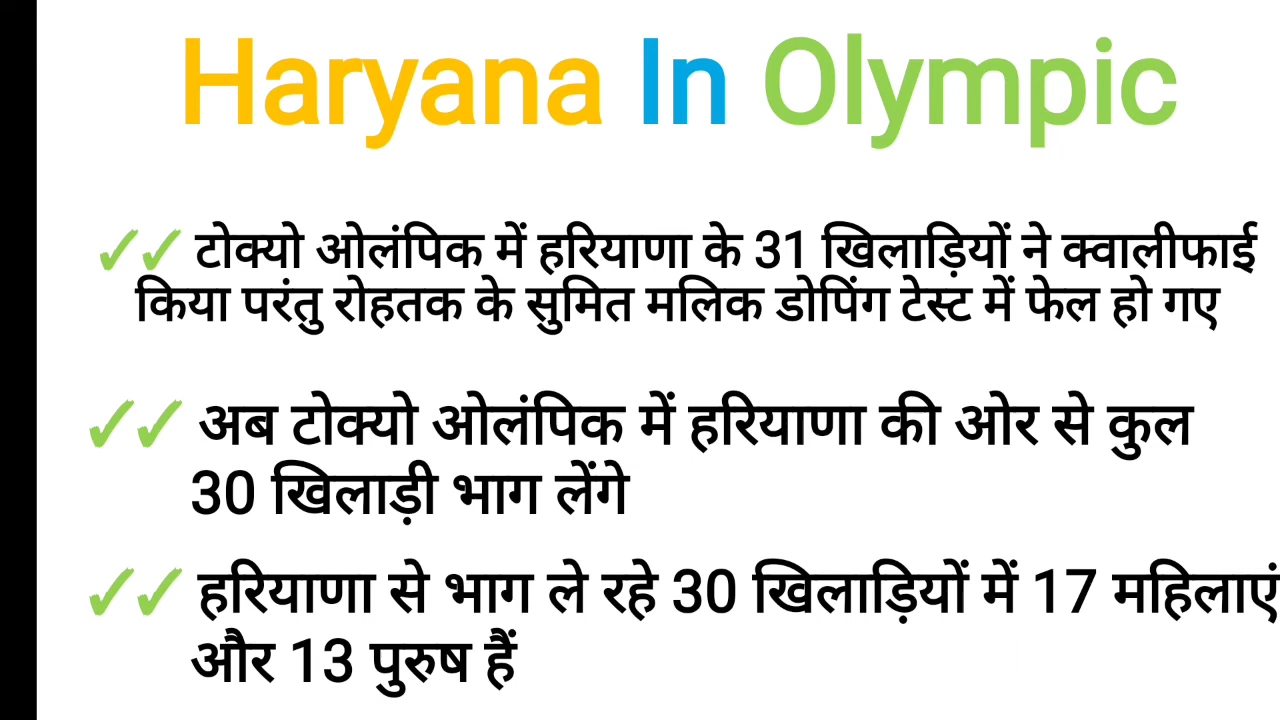 Haryana In Olympic
✓✓ टोक्यो ओलंपिक में हरियाणा के 31 खिलाड़ियों ने क्वालीफाई
किया परंतु रोहतक के सुमित मलिक डोपिंग टेस्ट में फेल हो गए
✓✓ अब टोक्यो ओलंपिक में हरियाणा की ओर से कुल
30 खिलाड़ी भाग लेंगे
✓✓ हरियाणा से भाग ले रहे 30 खिलाड़ियों में 17 महिलाएं
और 13 पुरुष हैं